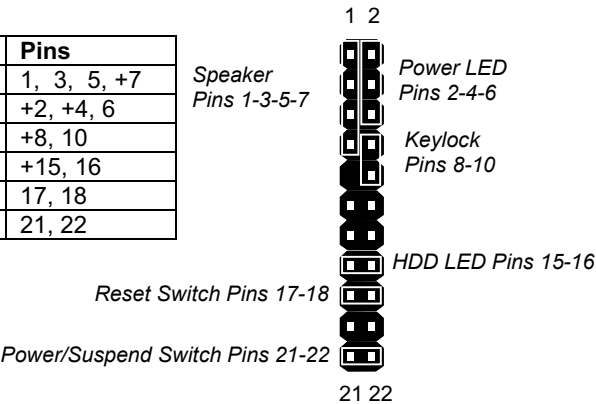 1 2
Pins
1, 3, 5, +7
+2, +4, 6
+8, 10
+15, 16
17, 18
21, 22
Speaker
Pins 1-3-5-7
Power LED
Pins 2-4-6
Keylock
Pins 8-10
HDD LED Pins 15-16
Reset Switch Pins 17-18
Power/Suspend Switch Pins 21-22
21 22